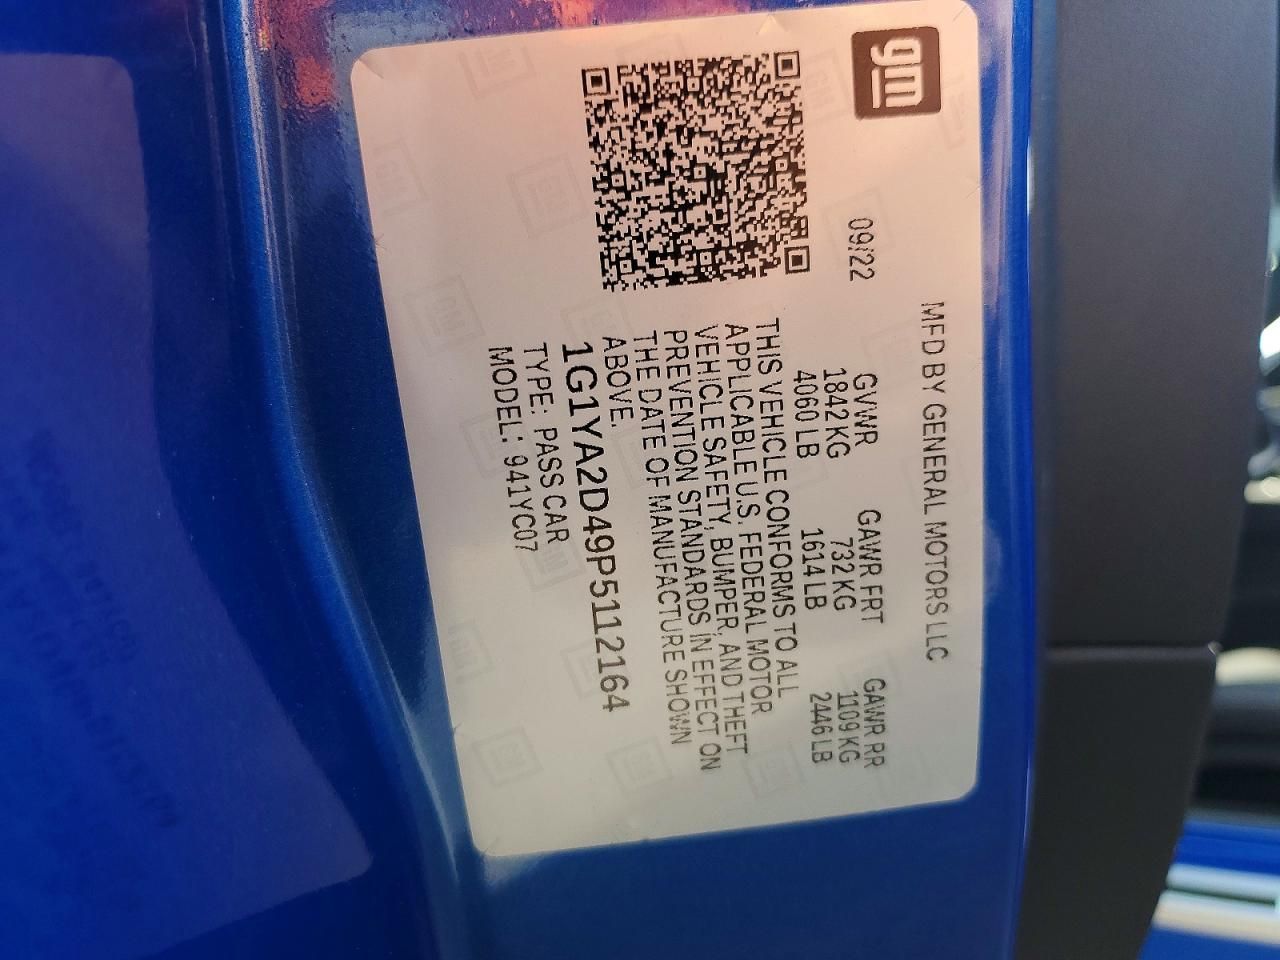 gm
MFD BY GENERAL MOTORS LLC
09/22
GVWR GAWR FRT GAWR RR
1842 KG 732 KG 1109 KG
4060 LB 1614 LB 2446 LB
THIS VEHICLE CONFORMS TO ALL
APPLICABLE U.S. FEDERAL MOTOR
VEHICLE SAFETY, BUMPER, AND THEFT
PREVENTION STANDARDS IN EFFECT ON
THE DATE OF MANUFACTURE SHOWN
ABOVE.
1G1YA2D49P5112164
TYPE: PASS CAR
MODEL: 941YC07